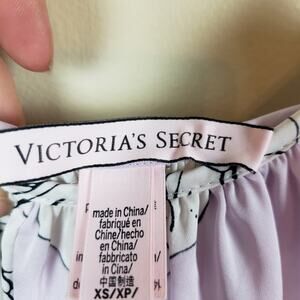 VICTORIA'S SECRET
made in China/
fabriqué en
Chine/hecho
en China/
fabbricato
in Cina/
中国制造
XS/XP/